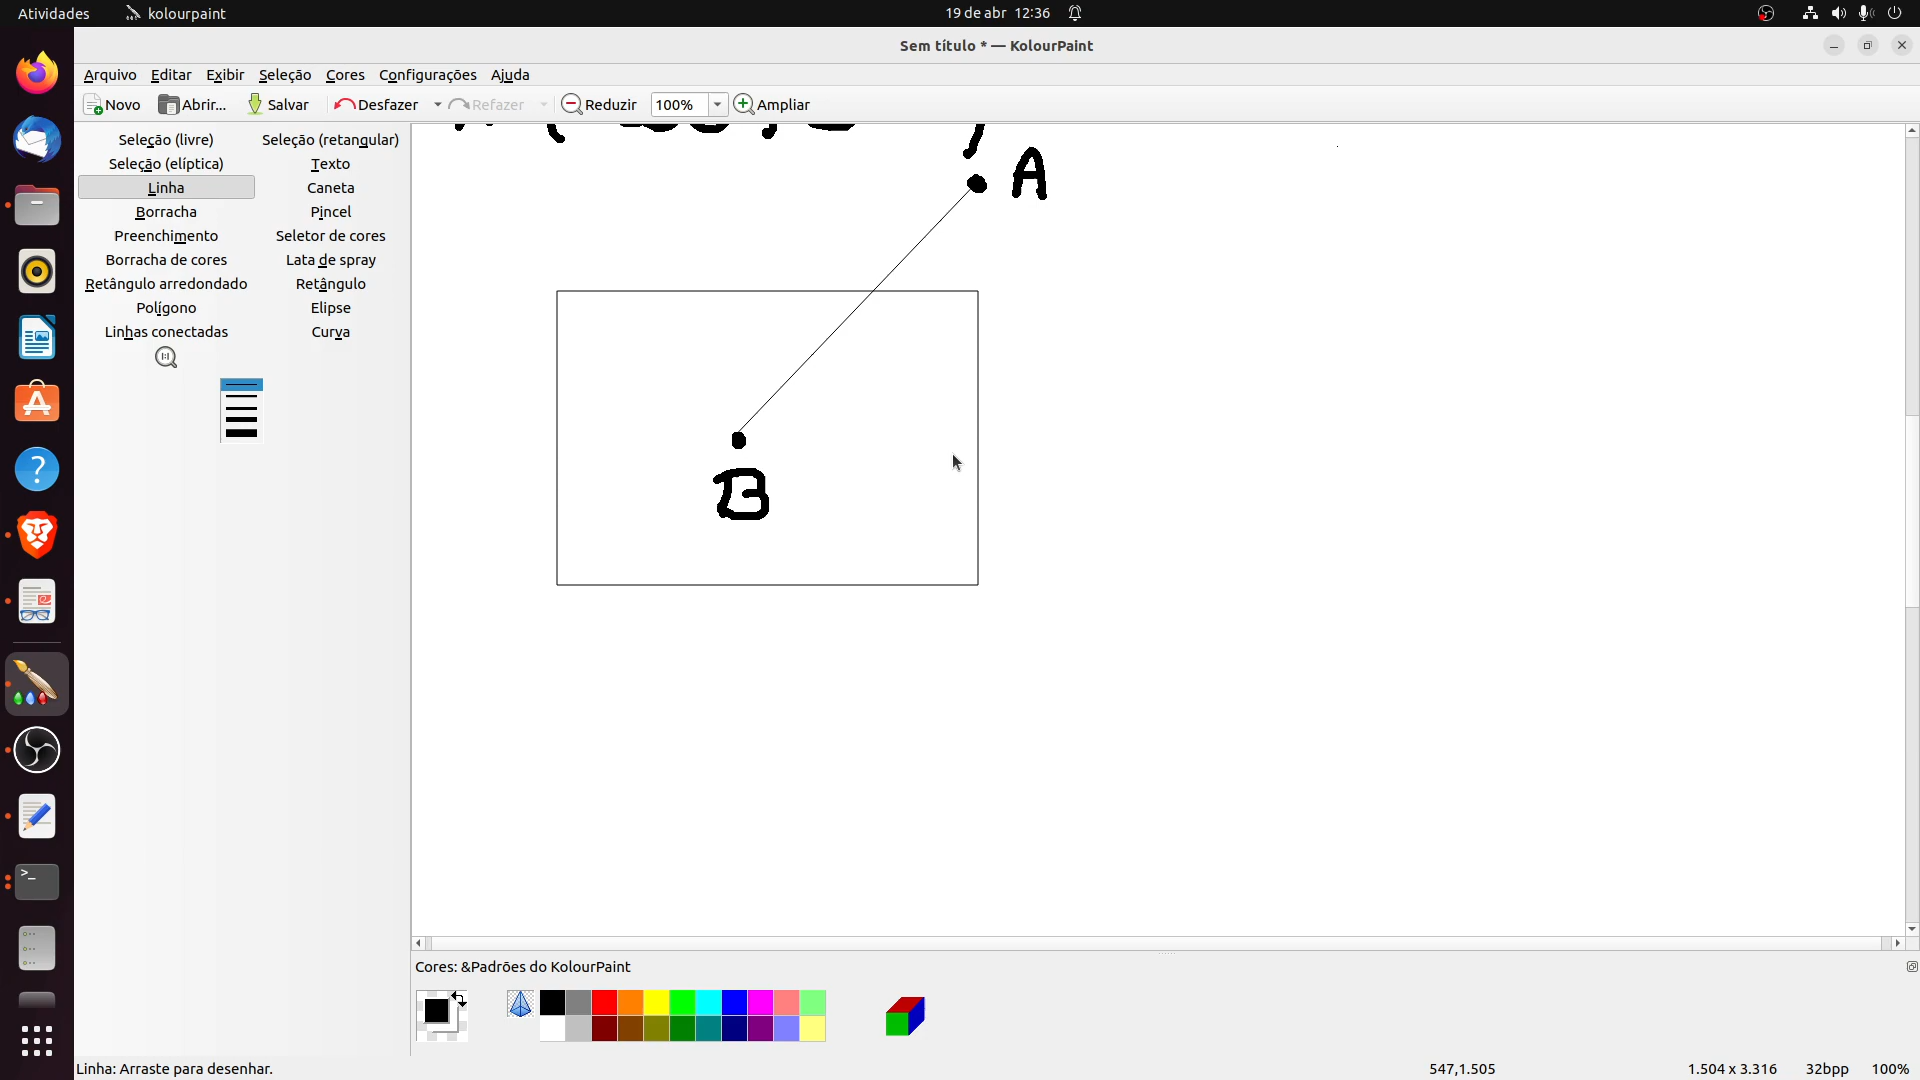 Atividades kolourpaint 19 de abr 12:36
Sem título * — KolourPaint
Arquivo Editar Exibir Seleção Cores Configurações Ajuda
Novo Abrir... Salvar Desfazer Refazer Reduzir 100% Ampliar
Seleção (livre) Seleção (retangular)
Seleção (elíptica) Texto
Linha Caneta
Borracha Pincel
Preenchimento Seletor de cores
Borracha de cores Lata de spray
Retângulo arredondado Retângulo
Polígono Elipse
Linhas conectadas Curva
A
B
Cores: &Padrões do KolourPaint
Linha: Arraste para desenhar. 547,1.505 1.504 x 3.316 32bpp 100%